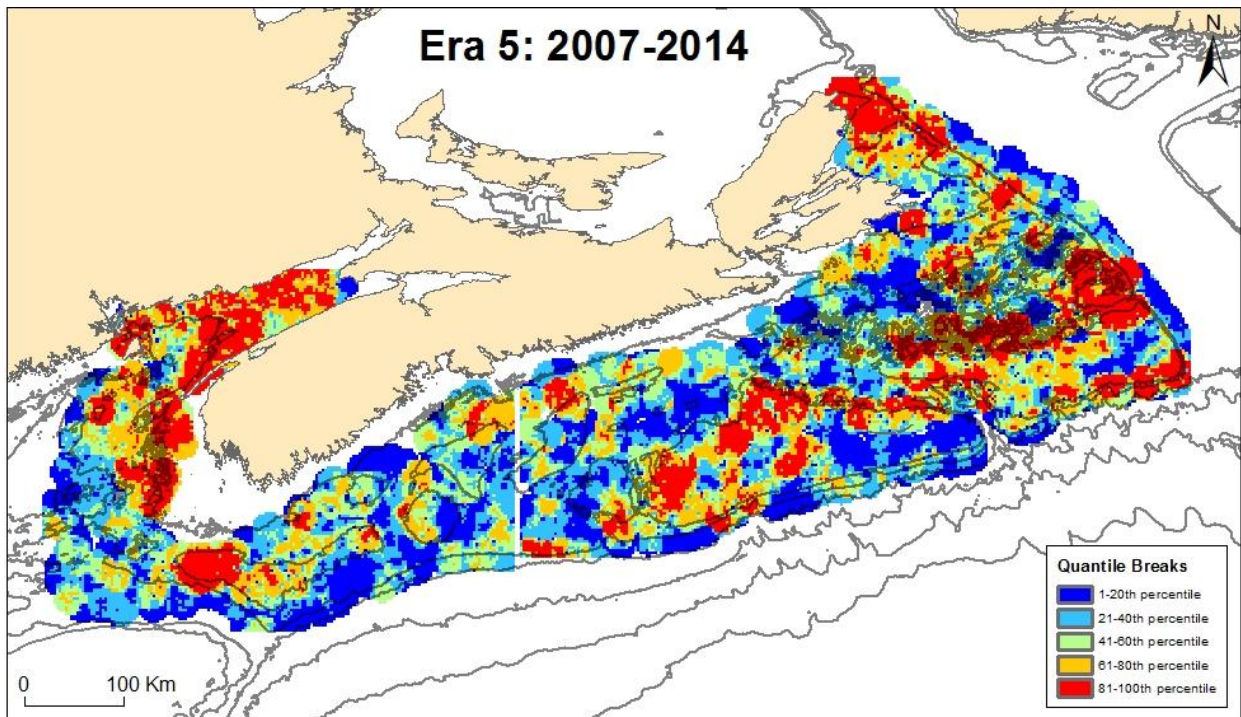 Era 5: 2007-2014
N
Quantile Breaks
1-20th percentile
21-40th percentile
41-60th percentile
61-80th percentile
81-100th percentile
0 100 Km